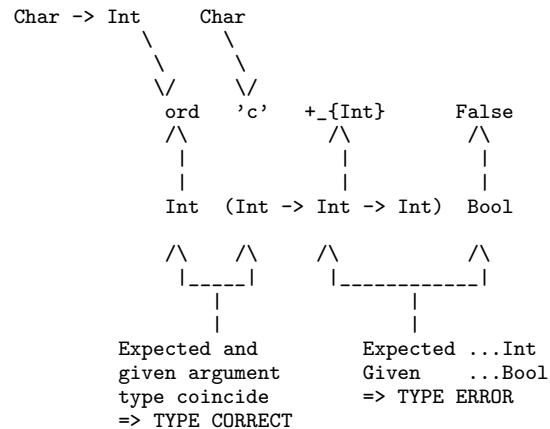 Char -> Int Char
ord 'c' +_{Int} False
Int (Int -> Int -> Int) Bool
Expected and Expected ...Int
given argument Given ...Bool
type coincide => TYPE ERROR
=> TYPE CORRECT